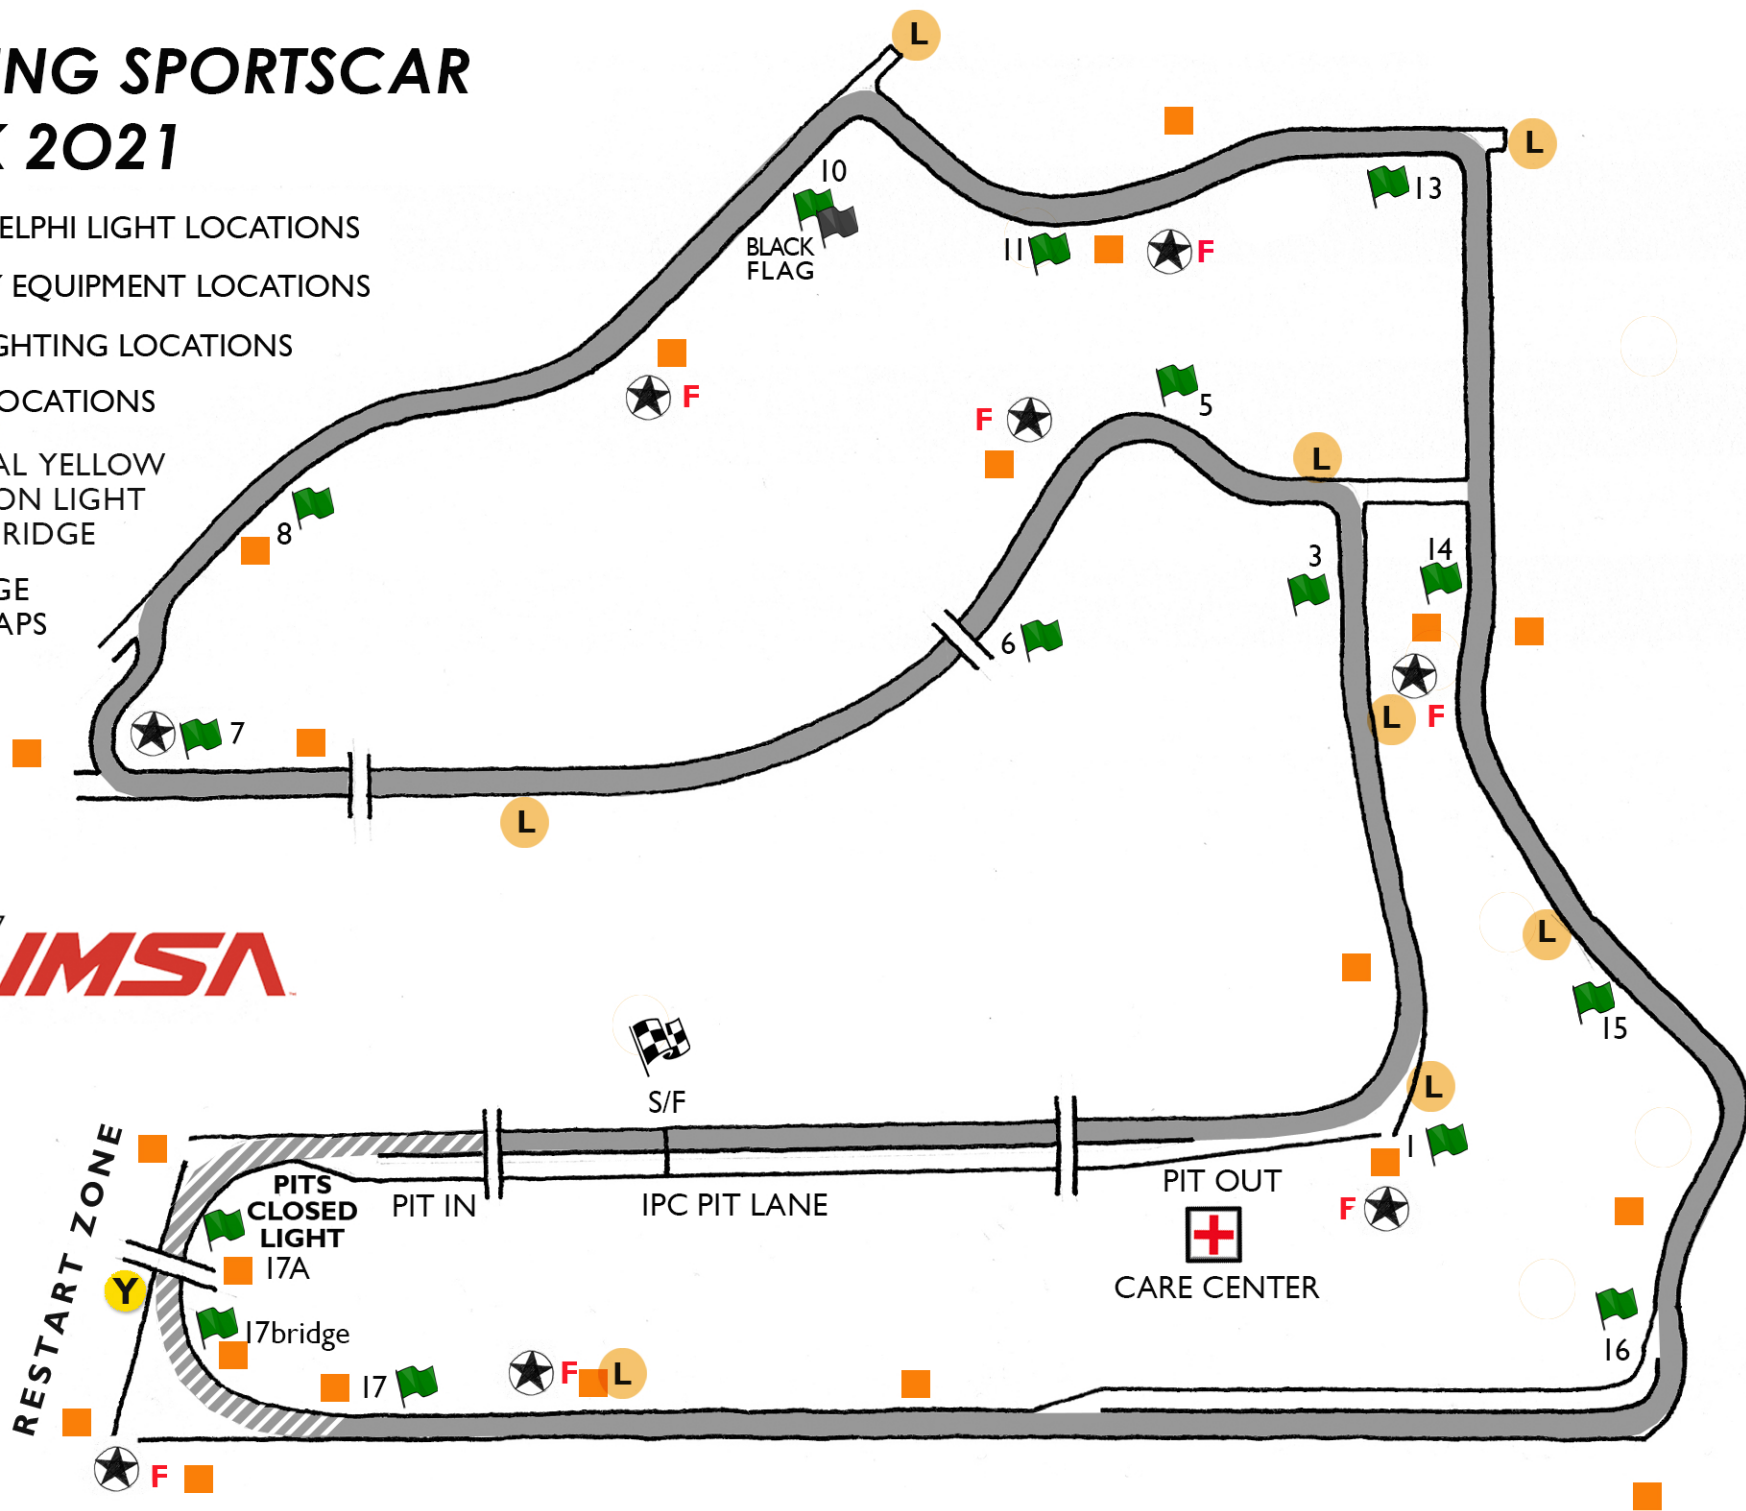 NG SPORTSCAR
2021
ELPHI LIGHT LOCATIONS
EQUIPMENT LOCATIONS
GHTING LOCATIONS
OCATIONS
AL YELLOW
ON LIGHT
RIDGE
GE
APS
IMSA
L
L
10
BLACK
FLAG
11
F
13
F
F
5
L
8
3
14
6
L
F
7
L
L
15
S/F
L
1
PIT IN
IPC PIT LANE
PIT OUT
F
CARE CENTER
RESTART ZONE
PITS
CLOSED
LIGHT
17A
Y
17bridge
17
F
L
16
F